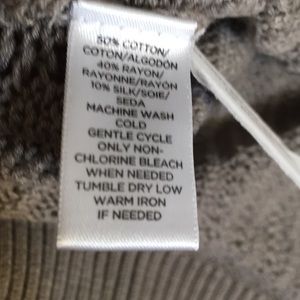 50% COTTON/
COTON/ALGODÓN
40% RAYON/
RAYONNE/RAYÓN
10% SILK/SOIE/
SEDA
MACHINE WASH
COLD
GENTLE CYCLE
ONLY NON-
CHLORINE BLEACH
WHEN NEEDED
TUMBLE DRY LOW
WARM IRON
IF NEEDED